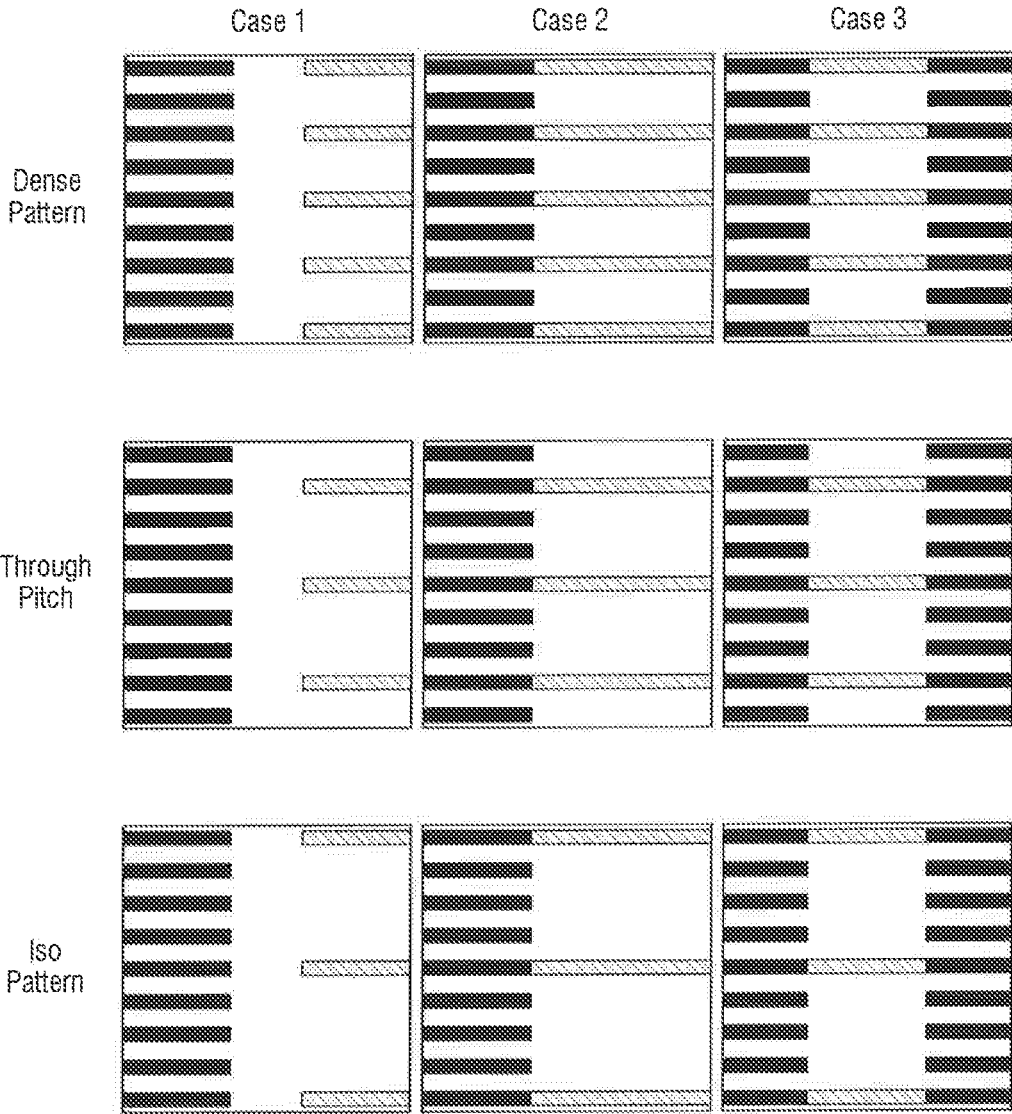 Case 1
Case 2
Case 3
Dense
Pattern
Through
Pitch
Iso
Pattern